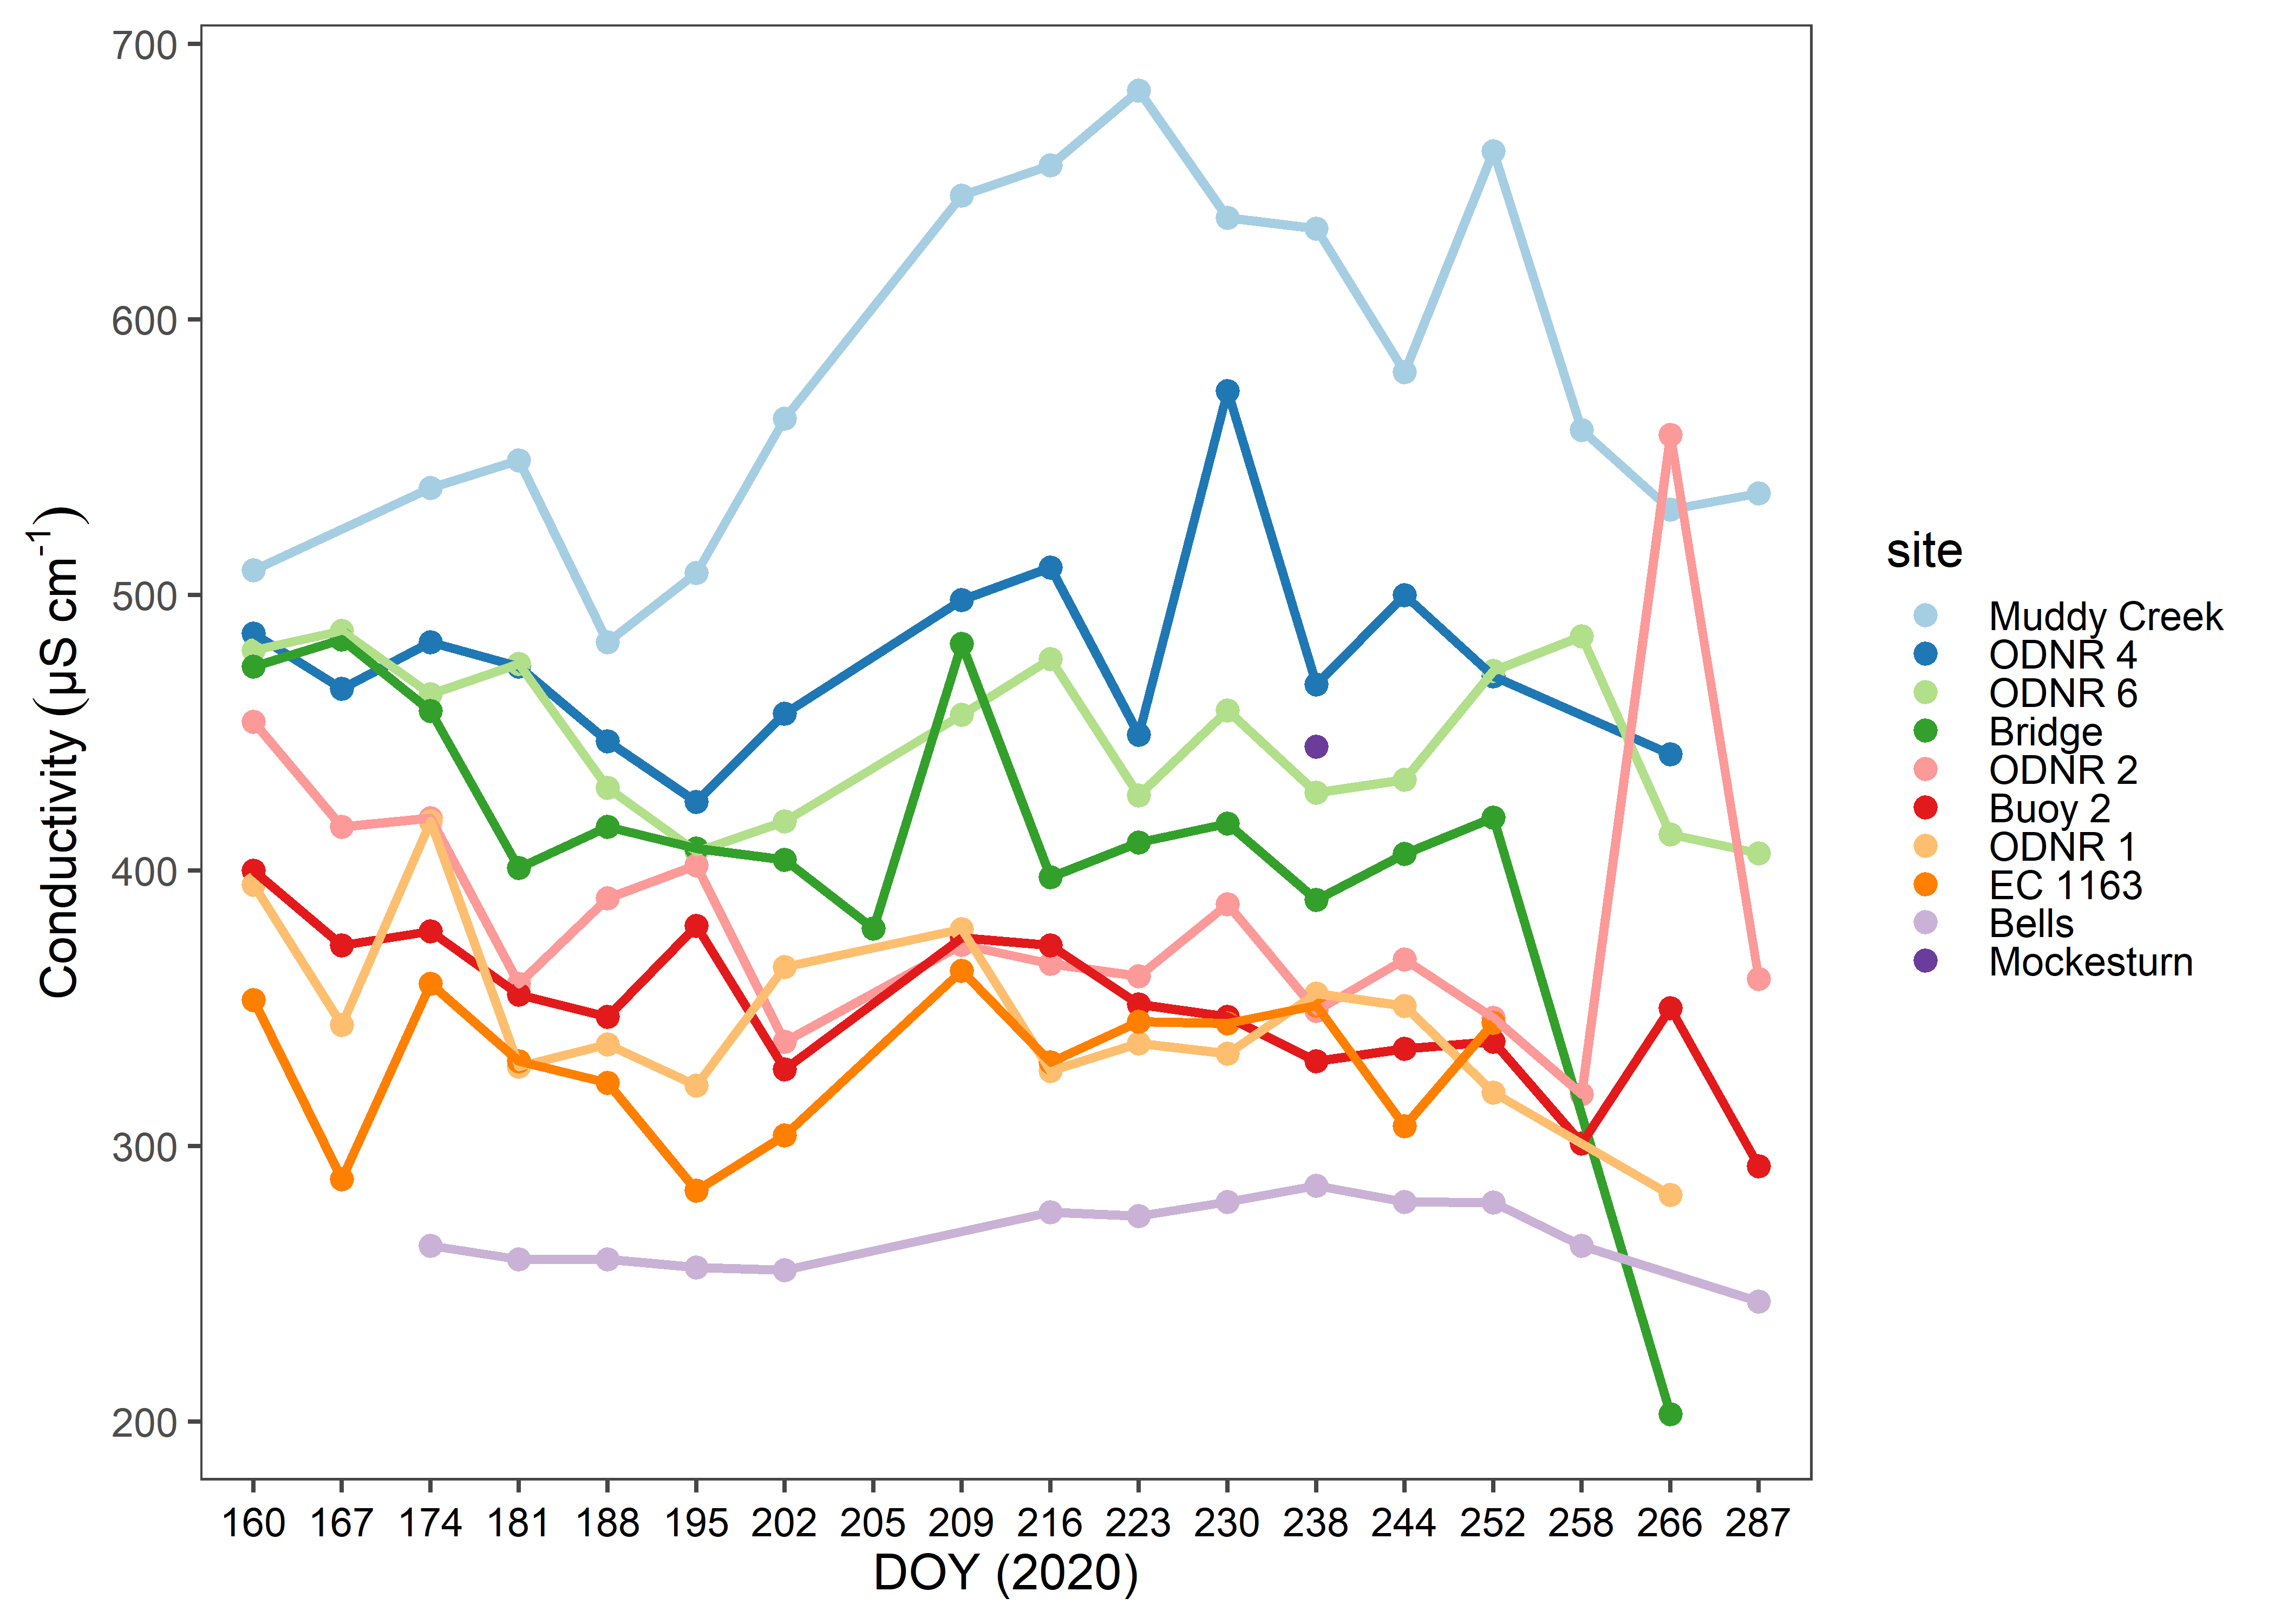 700
600
500
400
300
200
Conductivity (µS cm⁻¹)
160 167 174 181 188 195 202 205 209 216 223 230 238 244 252 258 266 287
DOY (2020)
site
Muddy Creek
ODNR 4
ODNR 6
Bridge
ODNR 2
Buoy 2
ODNR 1
EC 1163
Bells
Mockesturn